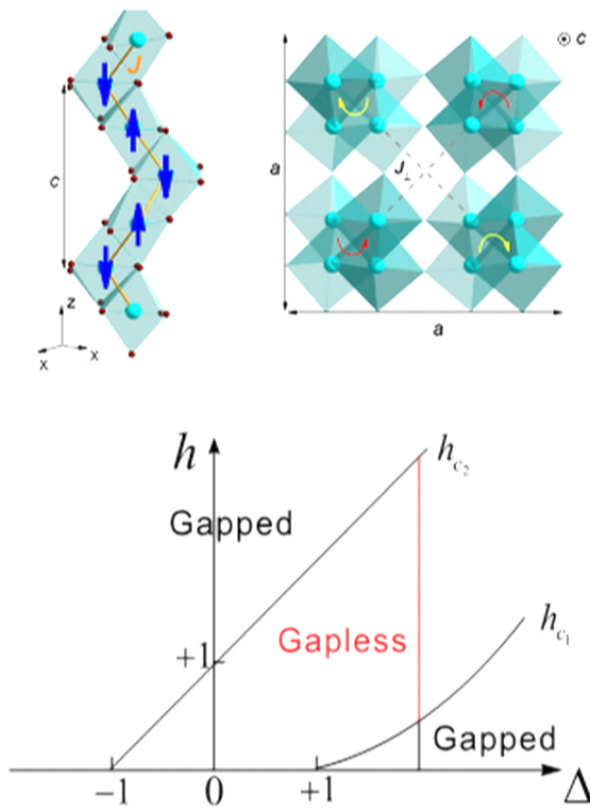 J
c
z
x
x
c
a
J⊥
a
h
h_{c_2}
Gapped
+1
Gapless
h_{c_1}
Gapped
−1
0
+1
Δ